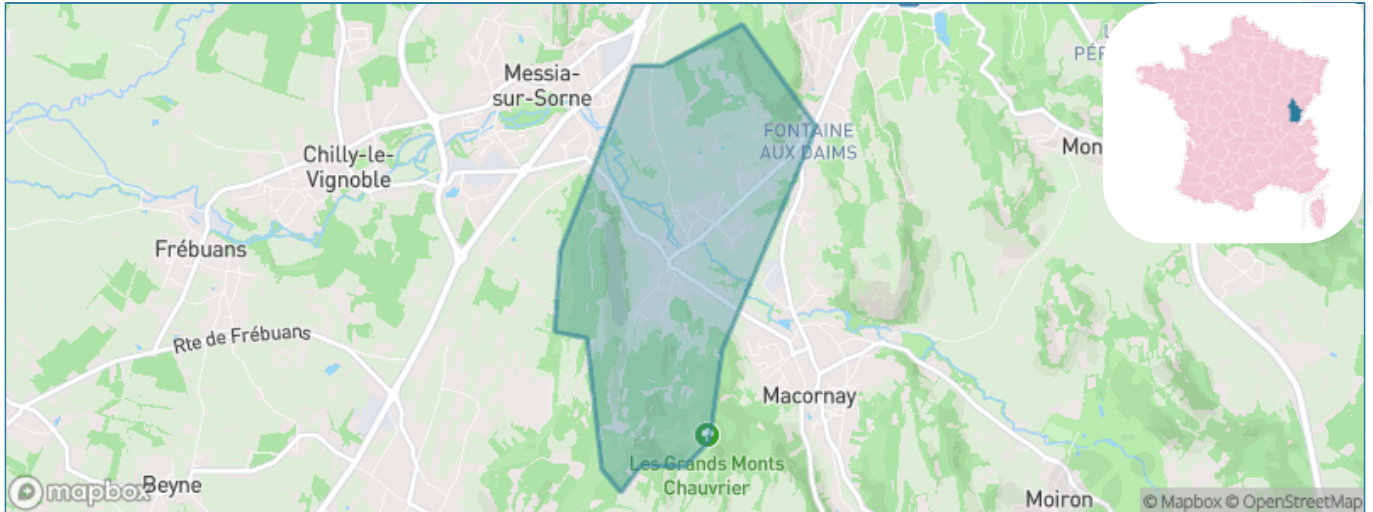 Messia-
sur-Sorne
FONTAINE
AUX DAIMS
Mon
Chilly-le-
Vignoble
Frébuans
Rte de Frébuans
Macornay
Les Grands Monts
Chauvrier
Beyne
Moiron
mapbox
© Mapbox © OpenStreetMap